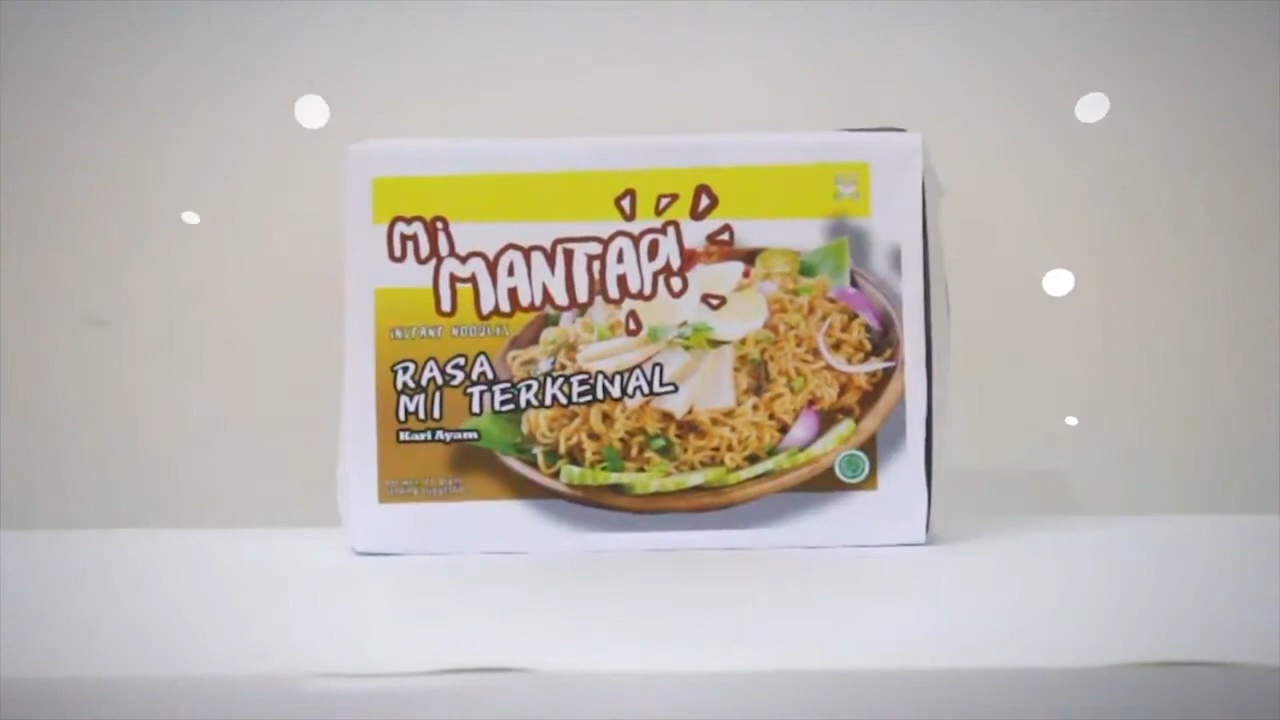 Mi
MANTAP!
INSTANT NOODLES
RASA
MI TERKENAL
Kari Ayam